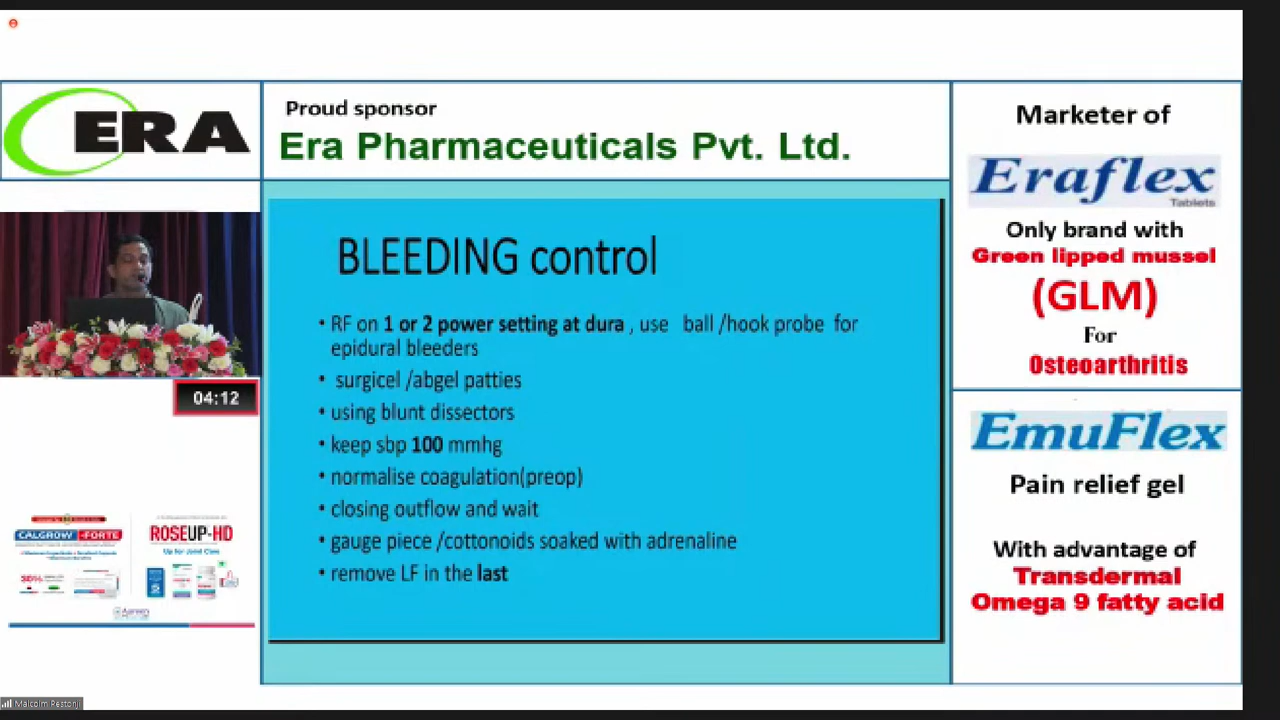 ERA
Proud sponsor
Era Pharmaceuticals Pvt. Ltd.
04:12
CALGROW-FORTE
ROSEUP-HD
Up for Joint Care
BLEEDING control
• RF on 1 or 2 power setting at dura , use ball /hook probe for
epidural bleeders
• surgicel /abgel patties
• using blunt dissectors
• keep sbp 100 mmhg
• normalise coagulation(preop)
• closing outflow and wait
• gauge piece /cottonoids soaked with adrenaline
• remove LF in the last
Marketer of
Eraflex
Tablets
Only brand with
Green lipped mussel
(GLM)
For
Osteoarthritis
EmuFlex
Pain relief gel
With advantage of
Transdermal
Omega 9 fatty acid
Malcolm Pestonji